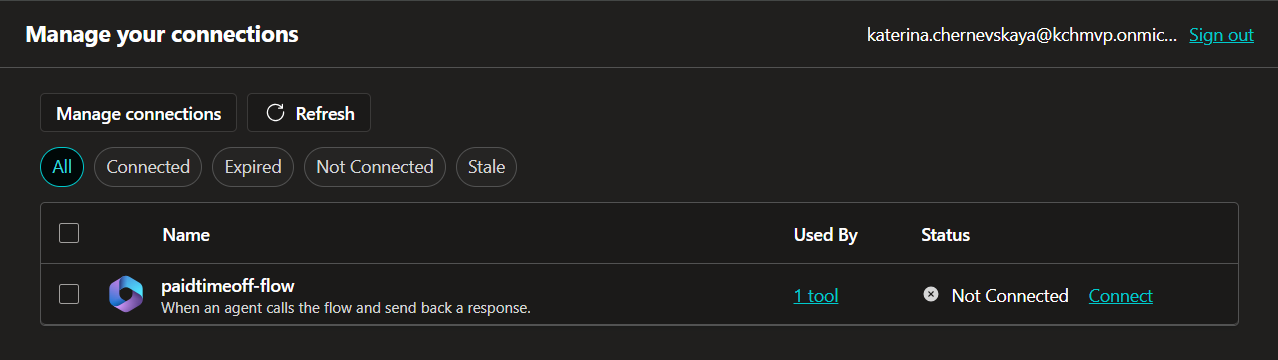 Manage your connections
katerina.chernevskaya@kchmvp.onmic... Sign out
Manage connections Refresh
All Connected Expired Not Connected Stale
Name Used By Status
paidtimeoff-flow
When an agent calls the flow and send back a response.
1 tool Not Connected Connect